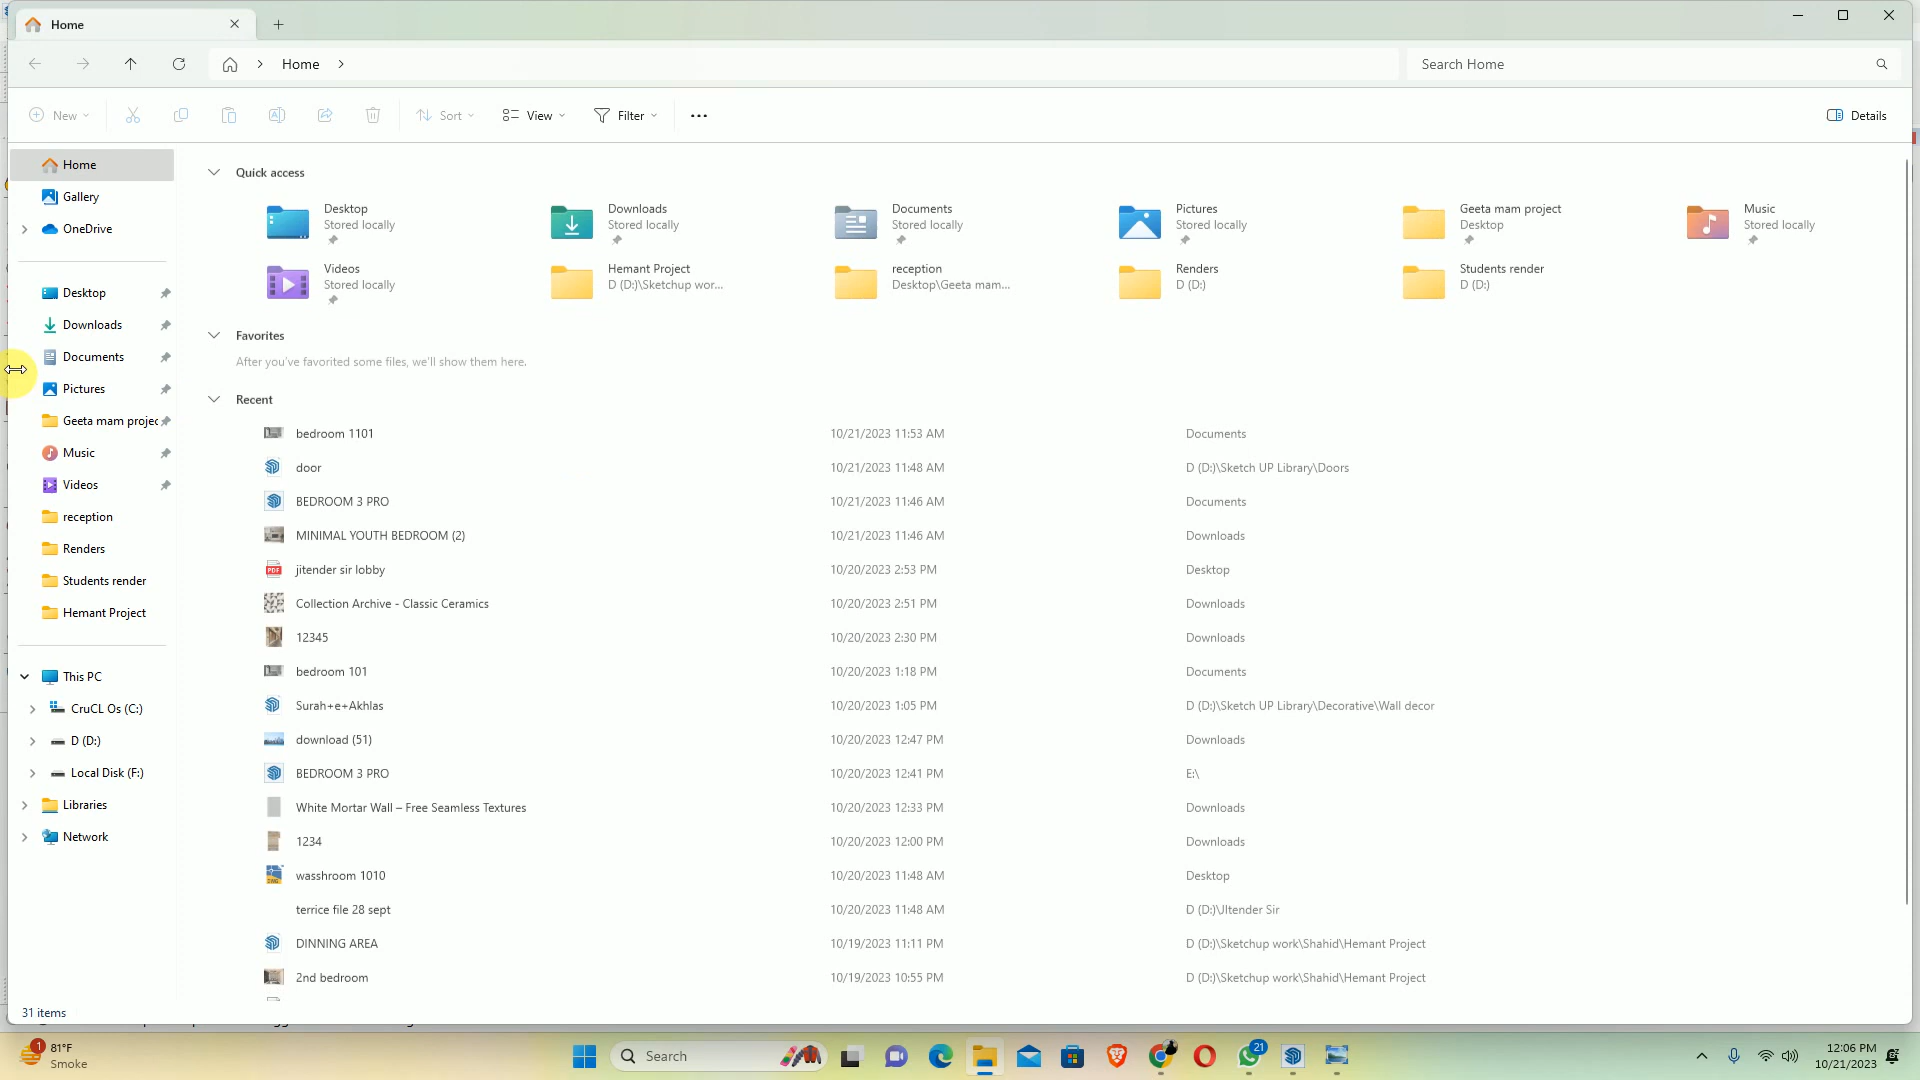 Home
Home
Search Home
New
Sort
View
Filter
Details
Home
Gallery
OneDrive
Desktop
Downloads
Documents
Pictures
Geeta mam projec
Music
Videos
reception
Renders
Students render
Hemant Project
This PC
CruCL Os (C:)
D (D:)
Local Disk (F:)
Libraries
Network
Quick access
Desktop
Stored locally
Downloads
Stored locally
Documents
Stored locally
Pictures
Stored locally
Geeta mam project
Desktop
Music
Stored locally
Videos
Stored locally
Hemant Project
D (D:)\Sketchup wor...
reception
Desktop\Geeta mam...
Renders
D (D:)
Students render
D (D:)
Favorites
After you've favorited some files, we'll show them here.
Recent
bedroom 1101 10/21/2023 11:53 AM Documents
door 10/21/2023 11:48 AM D (D:)\Sketch UP Library\Doors
BEDROOM 3 PRO 10/21/2023 11:46 AM Documents
MINIMAL YOUTH BEDROOM (2) 10/21/2023 11:46 AM Downloads
jitender sir lobby 10/20/2023 2:53 PM Desktop
Collection Archive - Classic Ceramics 10/20/2023 2:51 PM Downloads
12345 10/20/2023 2:30 PM Downloads
bedroom 101 10/20/2023 1:18 PM Documents
Surah+e+Akhlas 10/20/2023 1:05 PM D (D:)\Sketch UP Library\Decorative\Wall decor
download (51) 10/20/2023 12:47 PM Downloads
BEDROOM 3 PRO 10/20/2023 12:41 PM E:\
White Mortar Wall – Free Seamless Textures 10/20/2023 12:33 PM Downloads
1234 10/20/2023 12:00 PM Downloads
wasshroom 1010 10/20/2023 11:48 AM Desktop
terrice file 28 sept 10/20/2023 11:48 AM D (D:)\JItender Sir
DINNING AREA 10/19/2023 11:11 PM D (D:)\Sketchup work\Shahid\Hemant Project
2nd bedroom 10/19/2023 10:55 PM D (D:)\Sketchup work\Shahid\Hemant Project
31 items
1
81°F
Smoke
Search
21
12:06 PM
10/21/2023